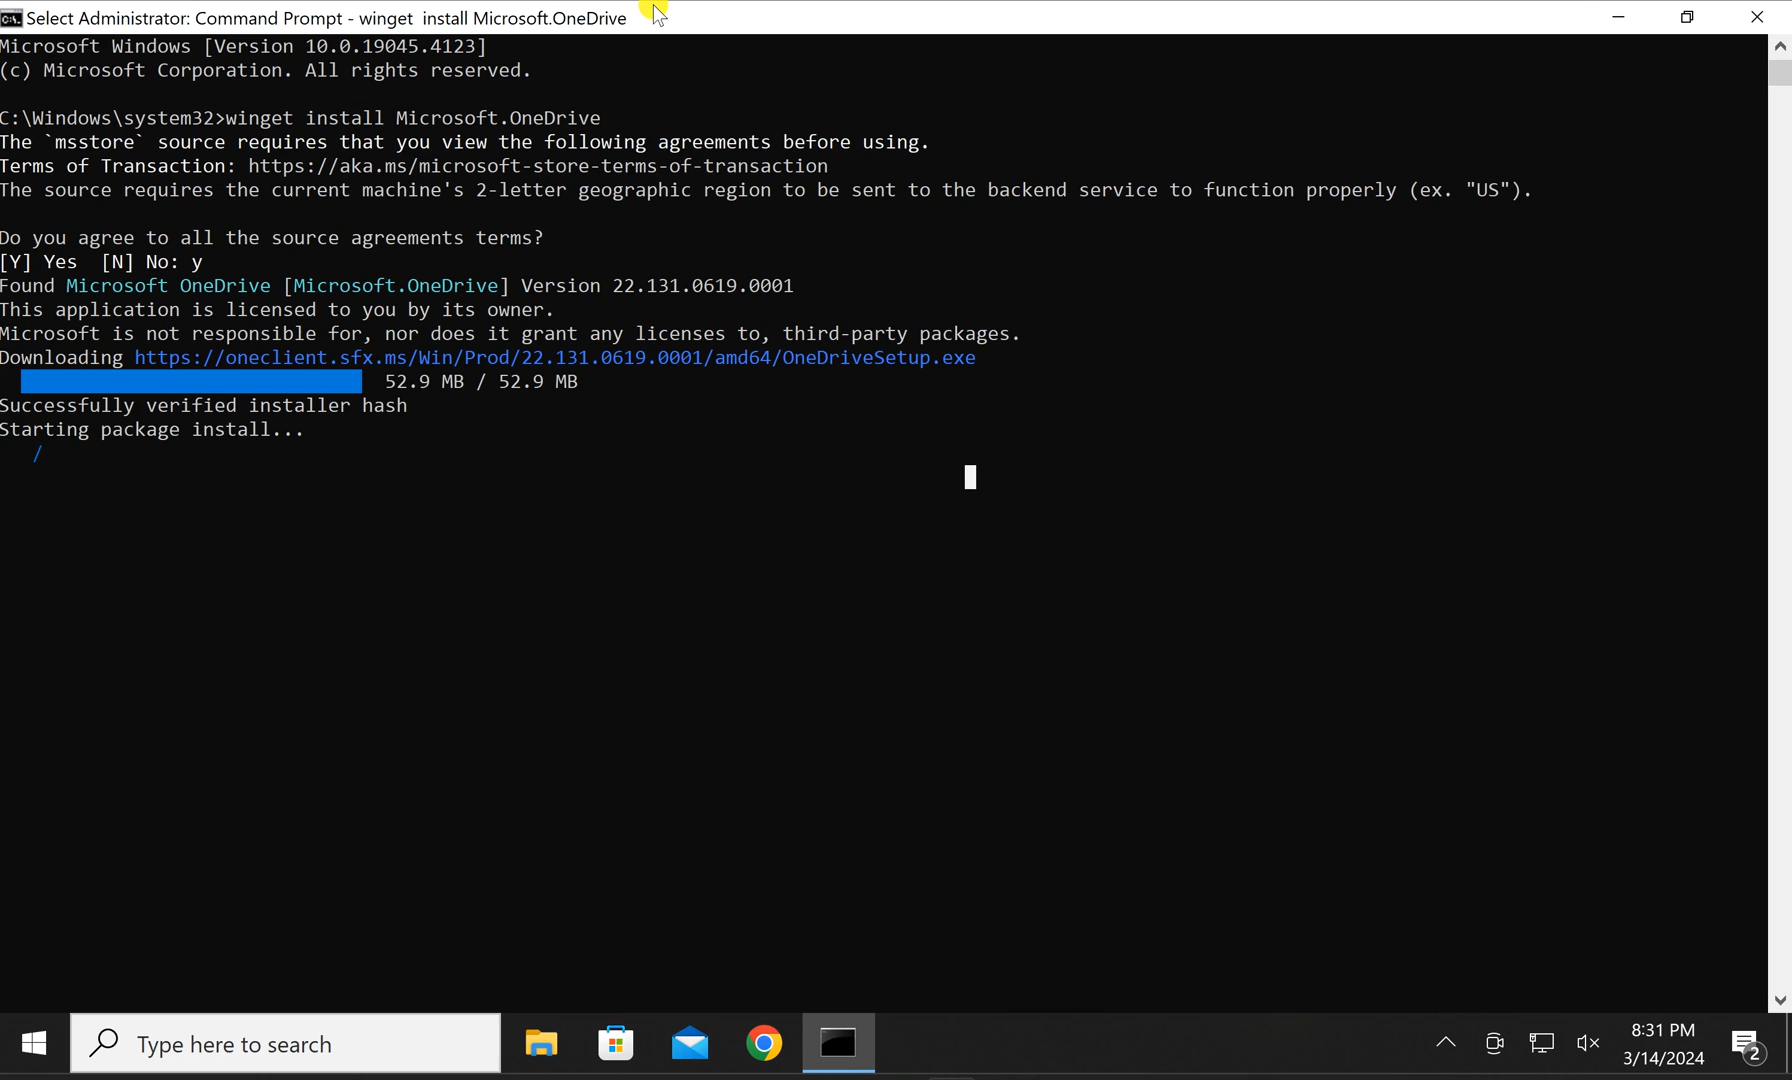 Select Administrator: Command Prompt - winget  install Microsoft.OneDrive
Microsoft Windows [Version 10.0.19045.4123]
(c) Microsoft Corporation. All rights reserved.
C:\Windows\system32>winget install Microsoft.OneDrive
The `msstore` source requires that you view the following agreements before using.
Terms of Transaction: https://aka.ms/microsoft-store-terms-of-transaction
The source requires the current machine's 2-letter geographic region to be sent to the backend service to function properly (ex. "US").
Do you agree to all the source agreements terms?
[Y] Yes  [N] No: y
Found Microsoft OneDrive [Microsoft.OneDrive] Version 22.131.0619.0001
This application is licensed to you by its owner.
Microsoft is not responsible for, nor does it grant any licenses to, third-party packages.
Downloading https://oneclient.sfx.ms/Win/Prod/22.131.0619.0001/amd64/OneDriveSetup.exe
52.9 MB / 52.9 MB
Successfully verified installer hash
Starting package install...
/
Type here to search
8:31 PM
3/14/2024
2